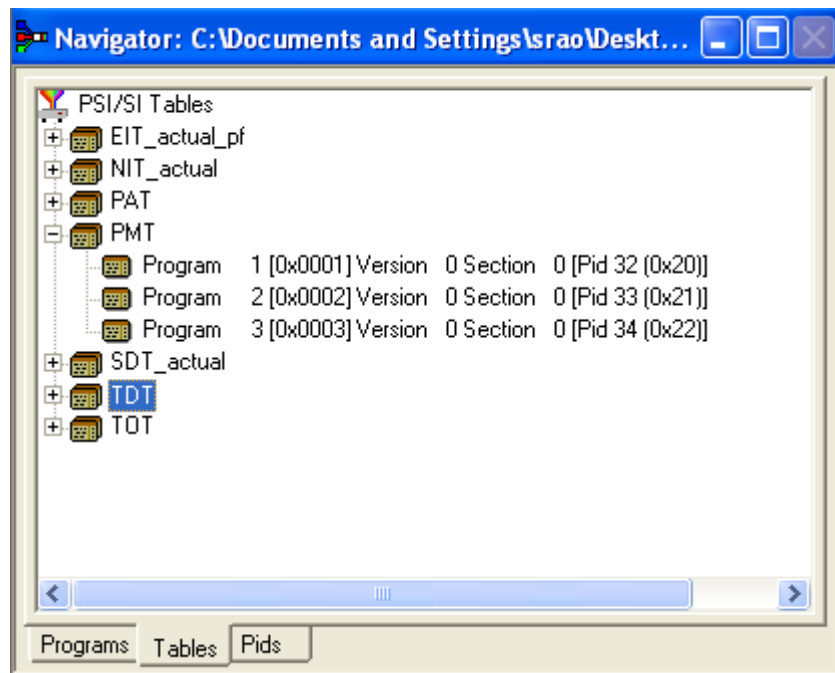 Navigator: C:\Documents and Settings\srao\Deskt...
PSI/SI Tables
EIT_actual_pf
NIT_actual
PAT
PMT
Program 1 [0x0001] Version 0 Section 0 [Pid 32 (0x20)]
Program 2 [0x0002] Version 0 Section 0 [Pid 33 (0x21)]
Program 3 [0x0003] Version 0 Section 0 [Pid 34 (0x22)]
SDT_actual
TDT
TOT
Programs Tables Pids